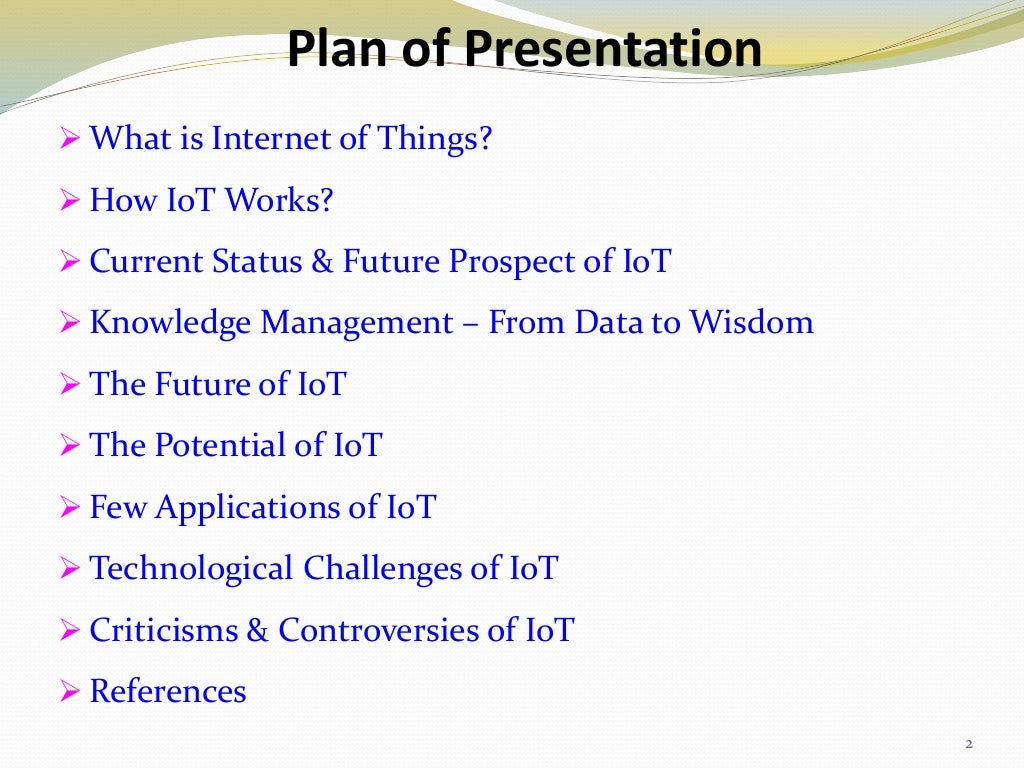 Plan of Presentation
What is Internet of Things?
How IoT Works?
Current Status & Future Prospect of IoT
Knowledge Management – From Data to Wisdom
The Future of IoT
The Potential of IoT
Few Applications of IoT
Technological Challenges of IoT
Criticisms & Controversies of IoT
References
2